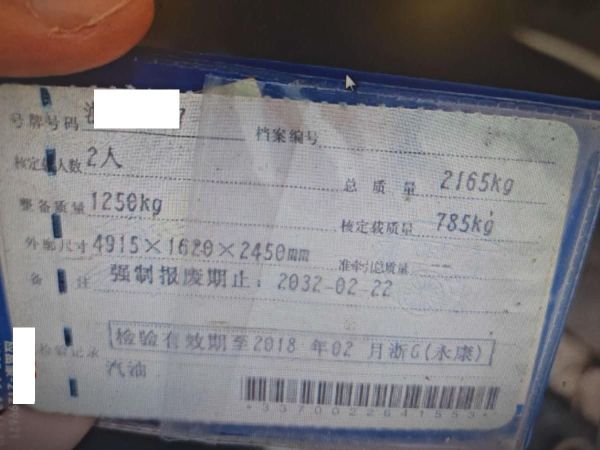 号牌号码 7 档案编号
核定载人数 2人 总质量 2165kg
整备质量 1250kg 核定载质量 785kg
外廓尺寸 4915×1620×2450mm 准牵引总质量 --
备注 强制报废期止：2032-02-22
检验记录 检验有效期至2018年02月浙G(永康)
汽油
*3370022641553*